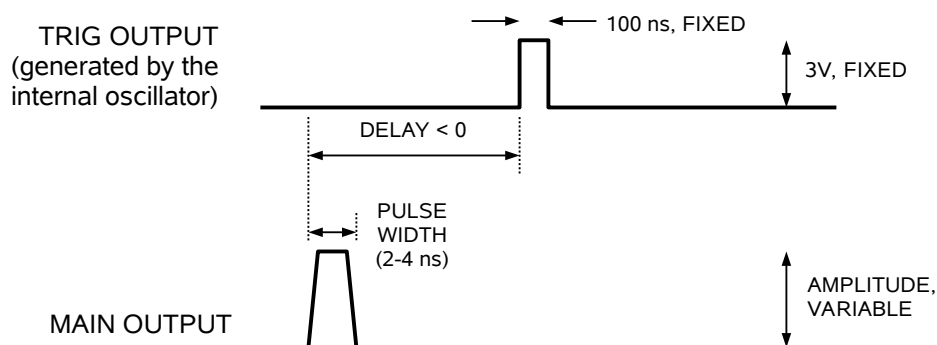 TRIG OUTPUT
(generated by the
internal oscillator)
100 ns, FIXED
3V, FIXED
DELAY < 0
PULSE
WIDTH
(2-4 ns)
MAIN OUTPUT
AMPLITUDE,
VARIABLE